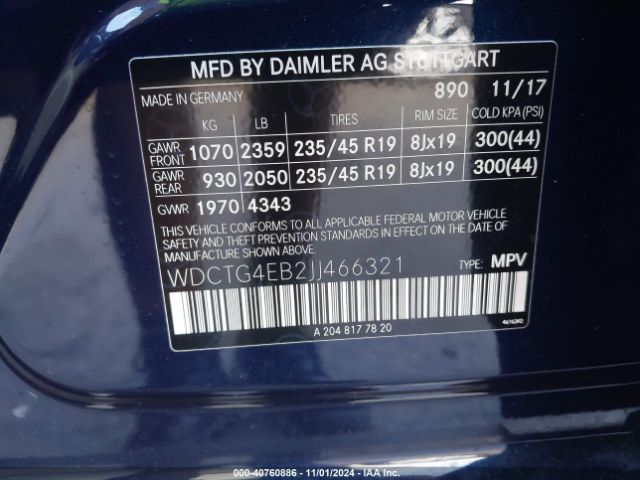 MFD BY DAIMLER AG STUTTGART
MADE IN GERMANY 890 11/17
KG LB TIRES RIM SIZE COLD KPA (PSI)
GAWR FRONT 1070 2359 235/45 R19 8Jx19 300(44)
GAWR REAR 930 2050 235/45 R19 8Jx19 300(44)
GWR 1970 4343
THIS VEHICLE CONFORMS TO ALL APPLICABLE FEDERAL MOTOR VEHICLE
SAFETY AND THEFT PREVENTION STANDARDS IN EFFECT ON THE DATE OF
MANUFACTURE SHOWN ABOVE.
WDCTG4EB2JJ466321 TYPE: MPV
A 204 817 78 20 4616340
000-40760886 - 11/01/2024 - IAA Inc.